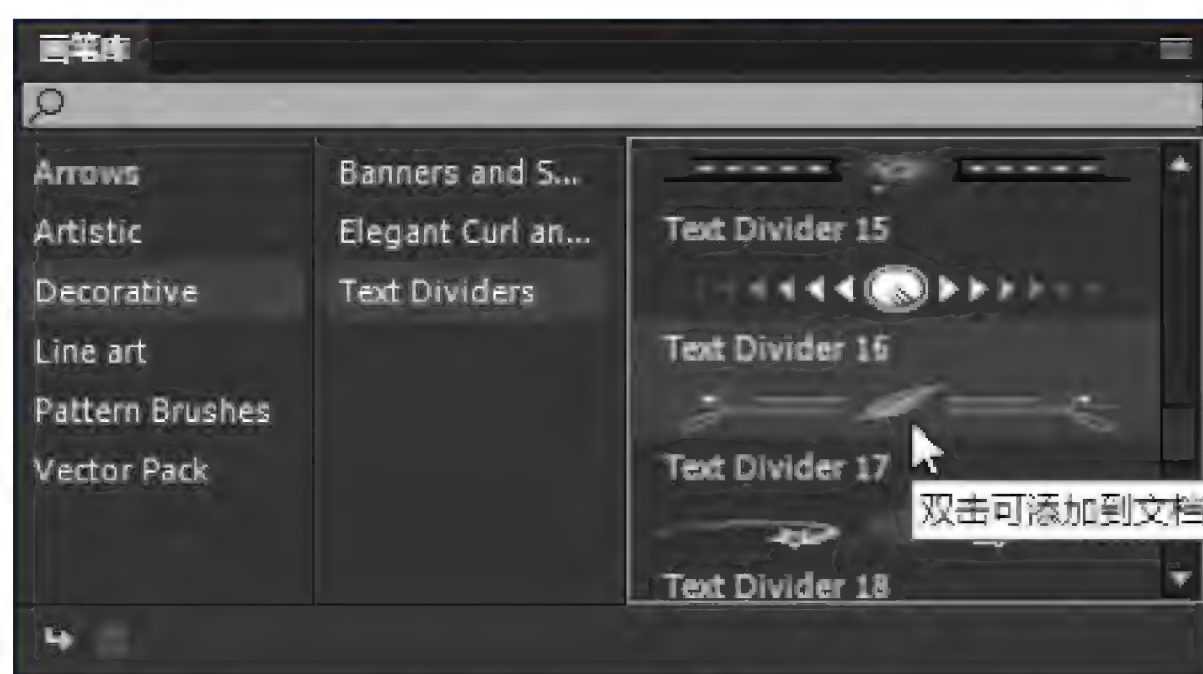 画笔库
Arrows
Artistic
Decorative
Line art
Pattern Brushes
Vector Pack
Banners and S...
Elegant Curl an...
Text Dividers
Text Divider 15
Text Divider 16
Text Divider 17
双击可添加到文档
Text Divider 18